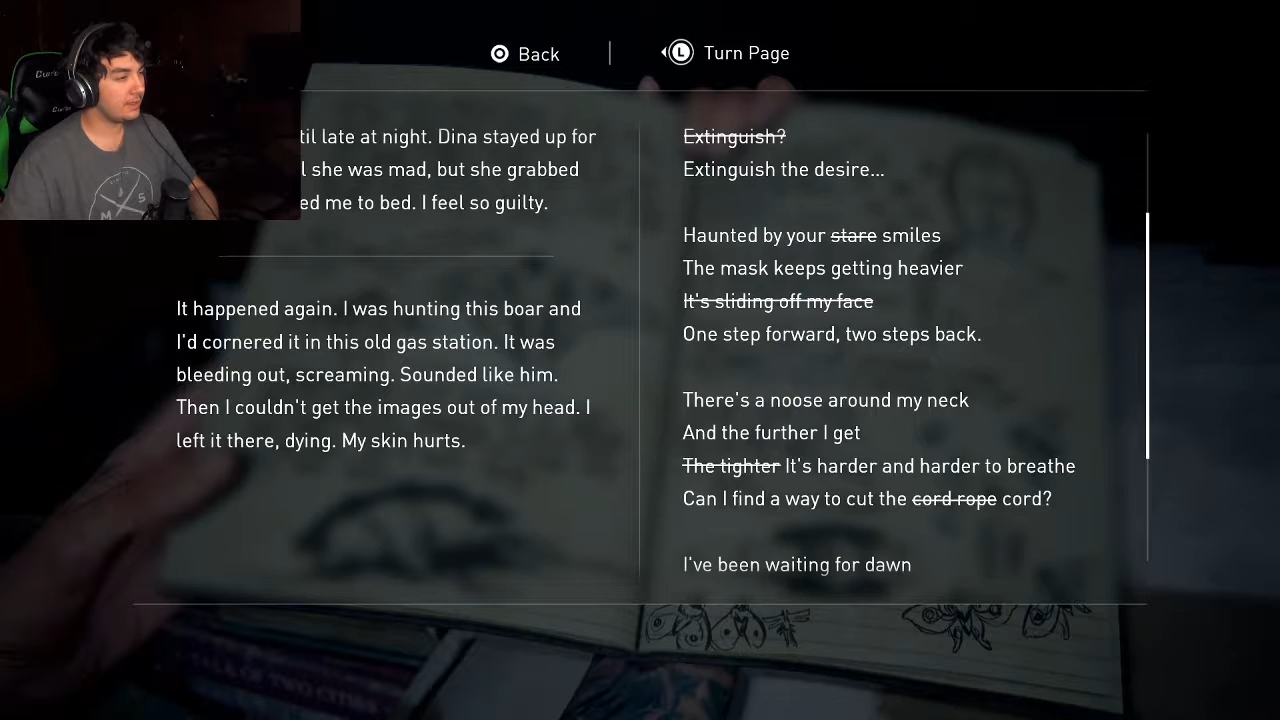 Back
Turn Page
til late at night. Dina stayed up for
l she was mad, but she grabbed
ed me to bed. I feel so guilty.
It happened again. I was hunting this boar and
I'd cornered it in this old gas station. It was
bleeding out, screaming. Sounded like him.
Then I couldn't get the images out of my head. I
left it there, dying. My skin hurts.
Extinguish?
Extinguish the desire...
Haunted by your stare smiles
The mask keeps getting heavier
It's sliding off my face
One step forward, two steps back.
There's a noose around my neck
And the further I get
The tighter It's harder and harder to breathe
Can I find a way to cut the cord rope cord?
I've been waiting for dawn
TALE OF TWO CITIES